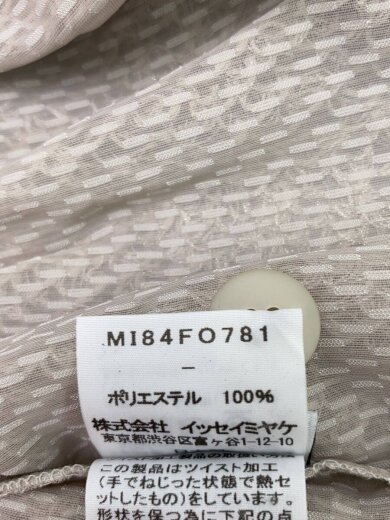 MI84FO781
–
ポリエステル 100%
株式会社 イッセイミヤケ
東京都渋谷区富ヶ谷1-12-10
この製品はツイスト加工
(手でねじった状態で熱
セットしたもの)をしています。
形状を保つ為に下記の点